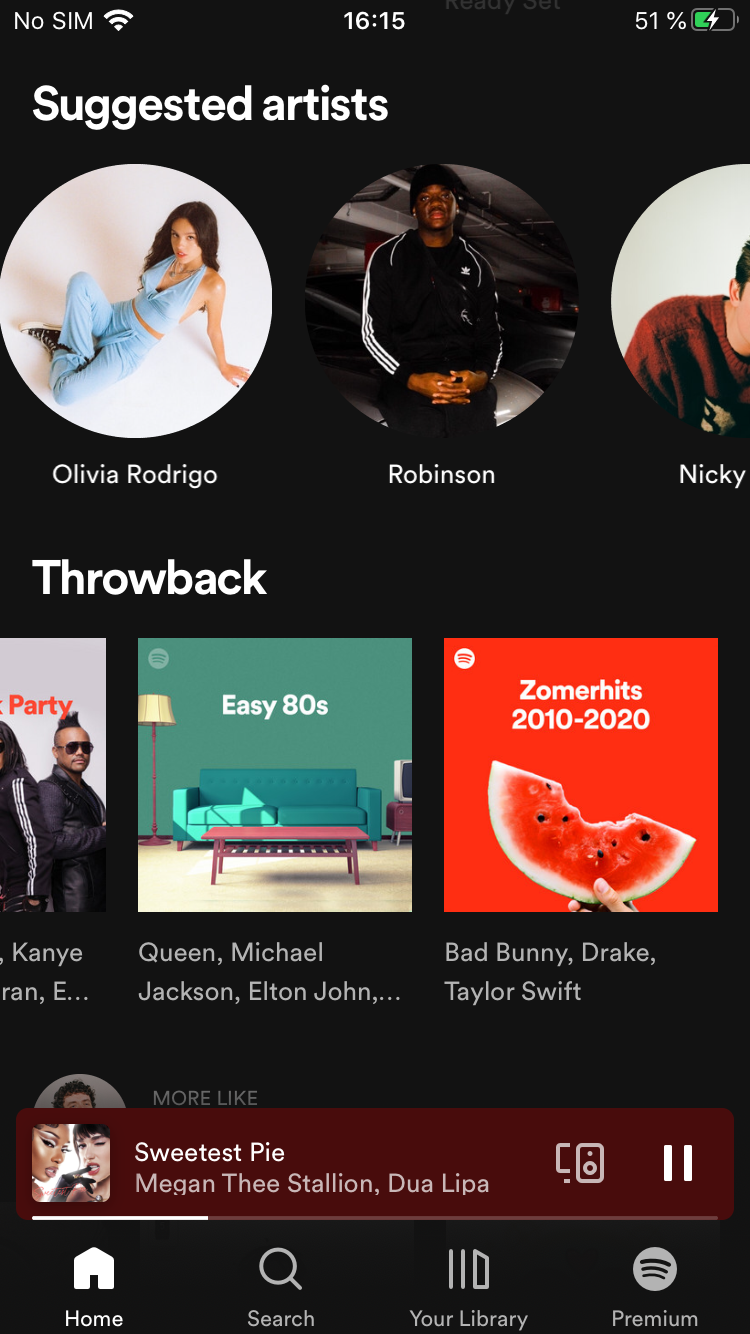 Ready Set
No SIM 16:15 51 %
Suggested artists
Olivia Rodrigo
Robinson
Nicky
Throwback
Party
Easy 80s
Zomerhits
2010-2020
, Kanye
ran, E...
Queen, Michael
Jackson, Elton John,...
Bad Bunny, Drake,
Taylor Swift
MORE LIKE
Sweetest Pie
Megan Thee Stallion, Dua Lipa
Home
Search
Your Library
Premium